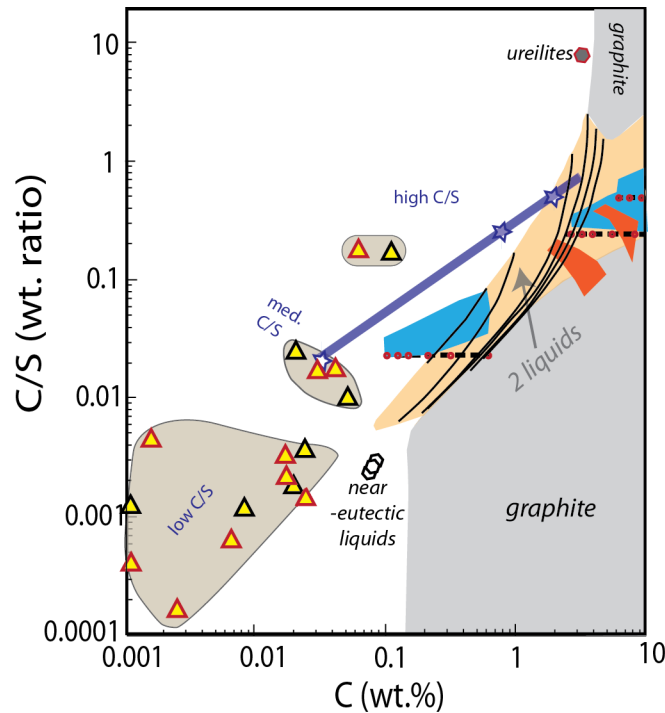 10
1
0.1
0.01
0.001
0.0001
C/S (wt. ratio)
ureilites
graphite
high C/S
med.
C/S
2 liquids
low C/S
near
-eutectic
liquids
graphite
0.001
0.01
0.1
1
10
C (wt.%)